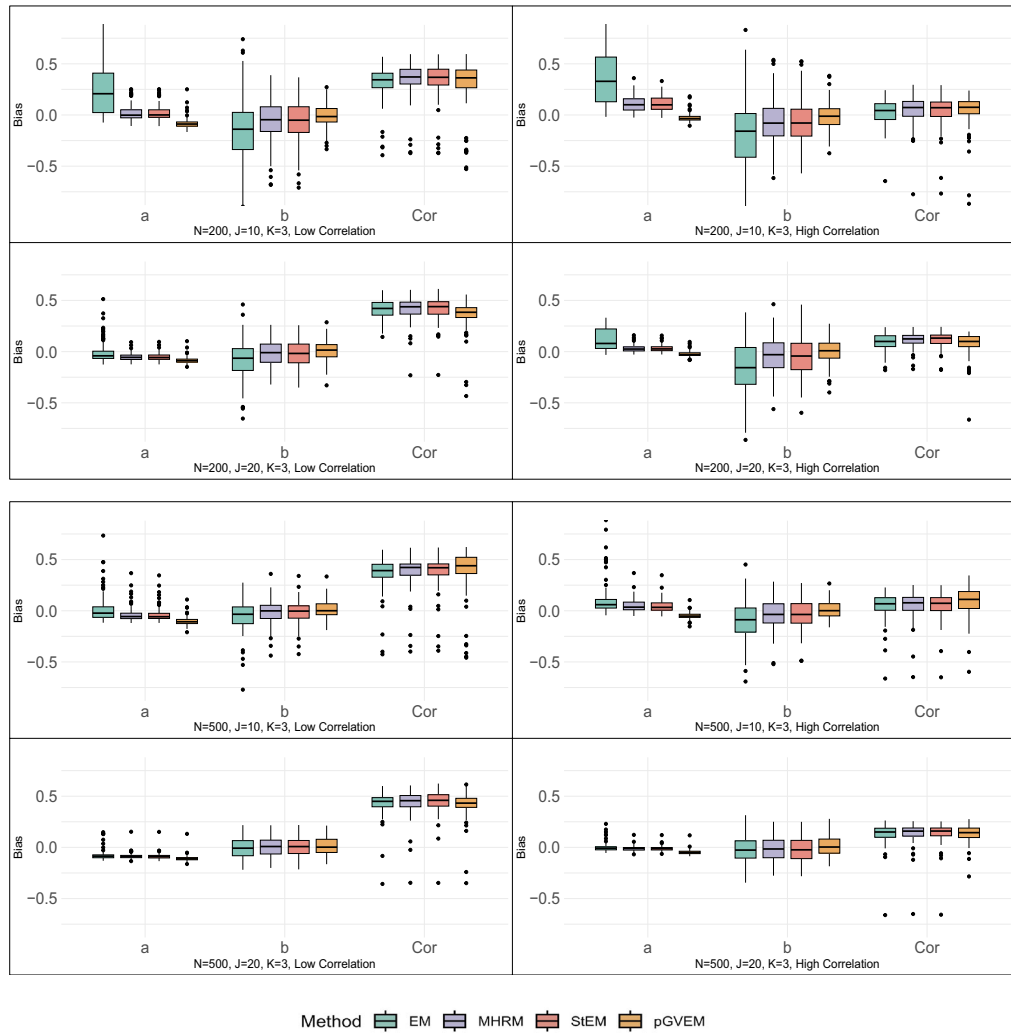 Bias
0.5
0.0
−0.5
a
b
Cor
N=200, J=10, K=3, Low Correlation
Bias
0.5
0.0
−0.5
a
b
Cor
N=200, J=10, K=3, High Correlation
Bias
0.5
0.0
−0.5
a
b
Cor
N=200, J=20, K=3, Low Correlation
Bias
0.5
0.0
−0.5
a
b
Cor
N=200, J=20, K=3, High Correlation
Bias
0.5
0.0
−0.5
a
b
Cor
N=500, J=10, K=3, Low Correlation
Bias
0.5
0.0
−0.5
a
b
Cor
N=500, J=10, K=3, High Correlation
Bias
0.5
0.0
−0.5
a
b
Cor
N=500, J=20, K=3, Low Correlation
Bias
0.5
0.0
−0.5
a
b
Cor
N=500, J=20, K=3, High Correlation
Method EM MHRM StEM pGVEM